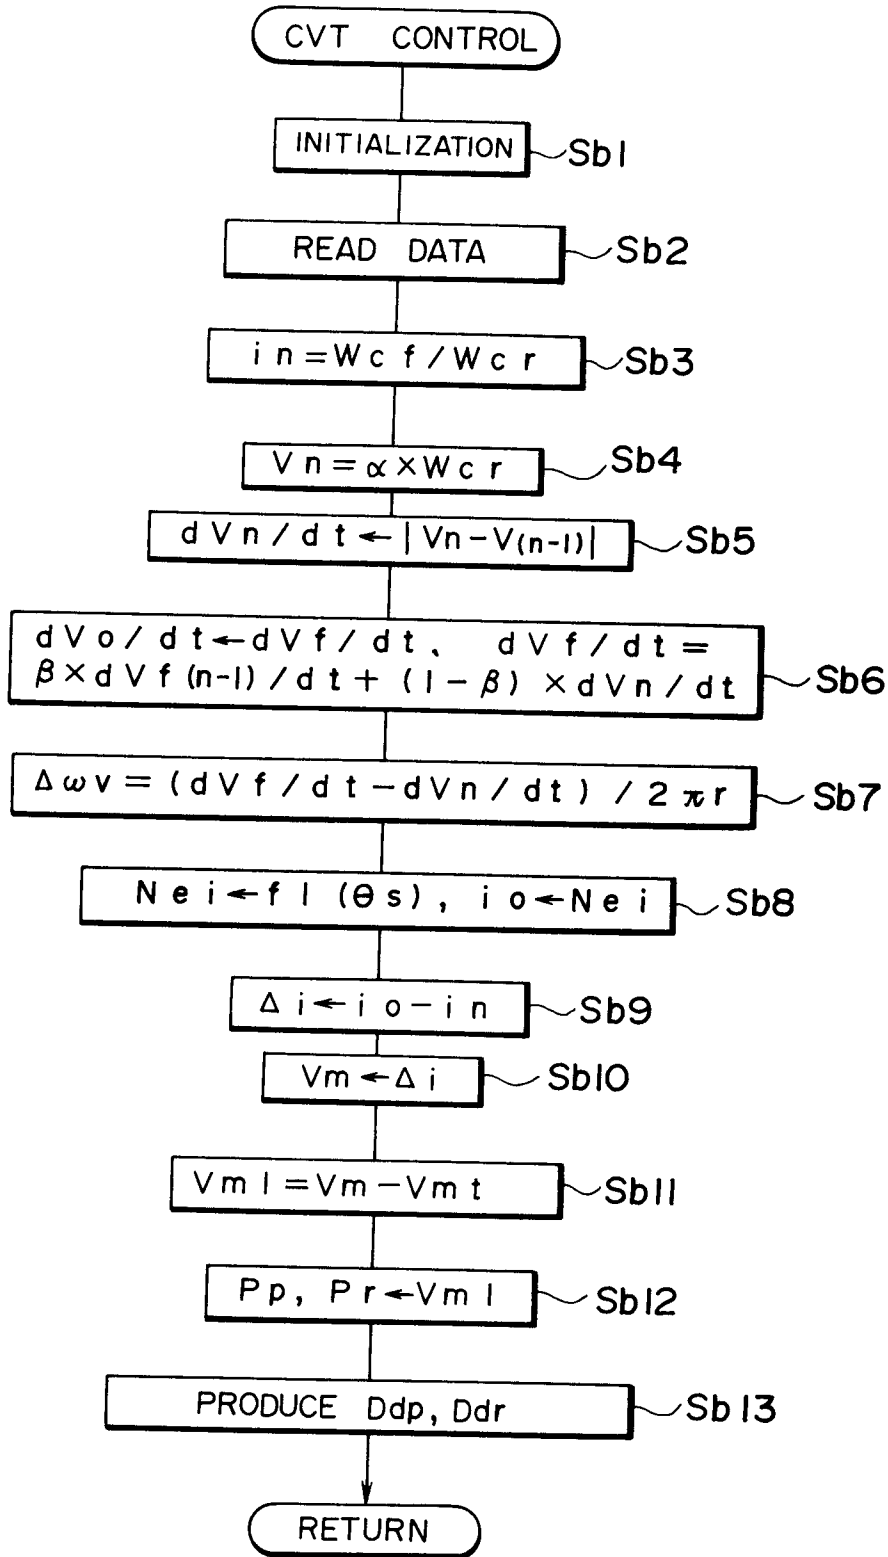 CVT CONTROL
INITIALIZATION
Sb1
READ DATA
Sb2
in=Wcf/Wcr
Sb3
Vn=α×Wcr
Sb4
dVn/dt←|Vn-V(n-1)|
Sb5
dVo/dt←dVf/dt, dVf/dt=
β×dVf(n-1)/dt+(1-β)×dVn/dt
Sb6
Δωv=(dVf/dt-dVn/dt)/2πr
Sb7
Nei←f1(θs), io←Nei
Sb8
Δi←io-in
Sb9
Vm←Δi
Sb10
Vm1=Vm-Vmt
Sb11
Pp, Pr←Vm1
Sb12
PRODUCE Ddp, Ddr
Sb13
RETURN